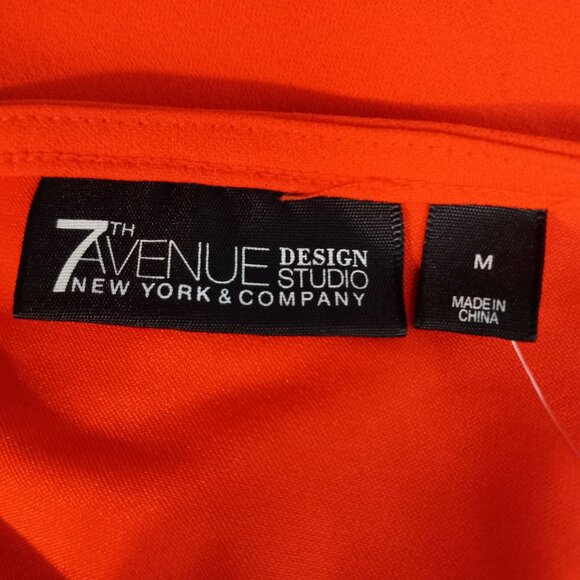 7TH AVENUE DESIGN STUDIO
NEW YORK & COMPANY
M
MADE IN
CHINA